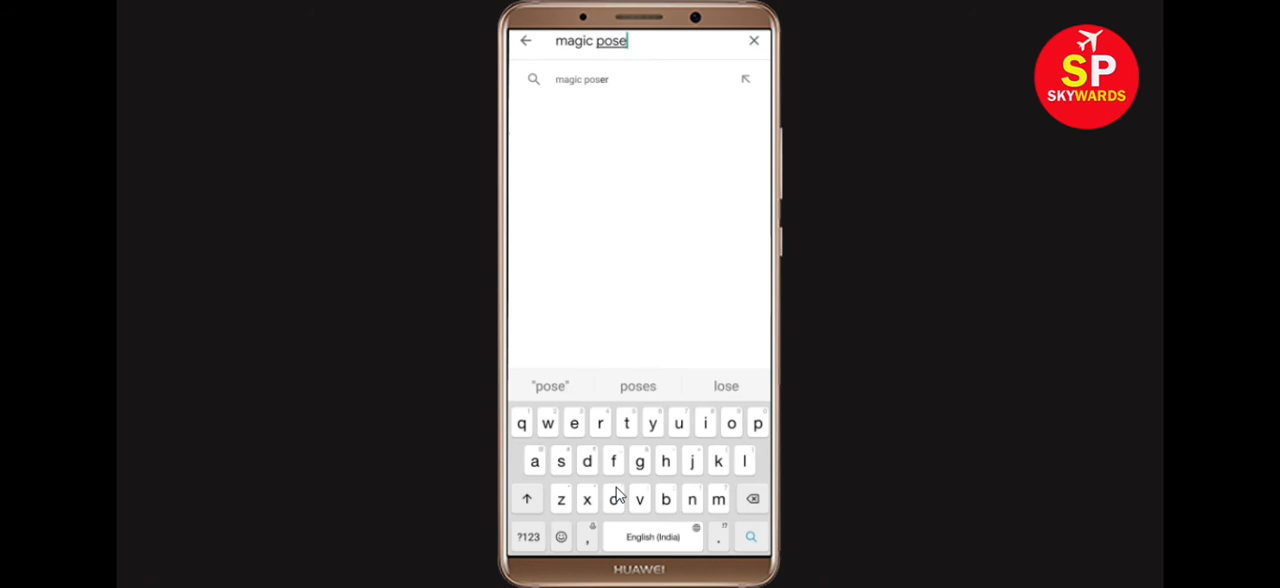 magic pose
magic poser
"pose" poses lose
q w e r t y u i o p
a s d f g h j k l
z x c v b n m
?123 , English (India) .
HUAWEI
SP
SKYWARDS